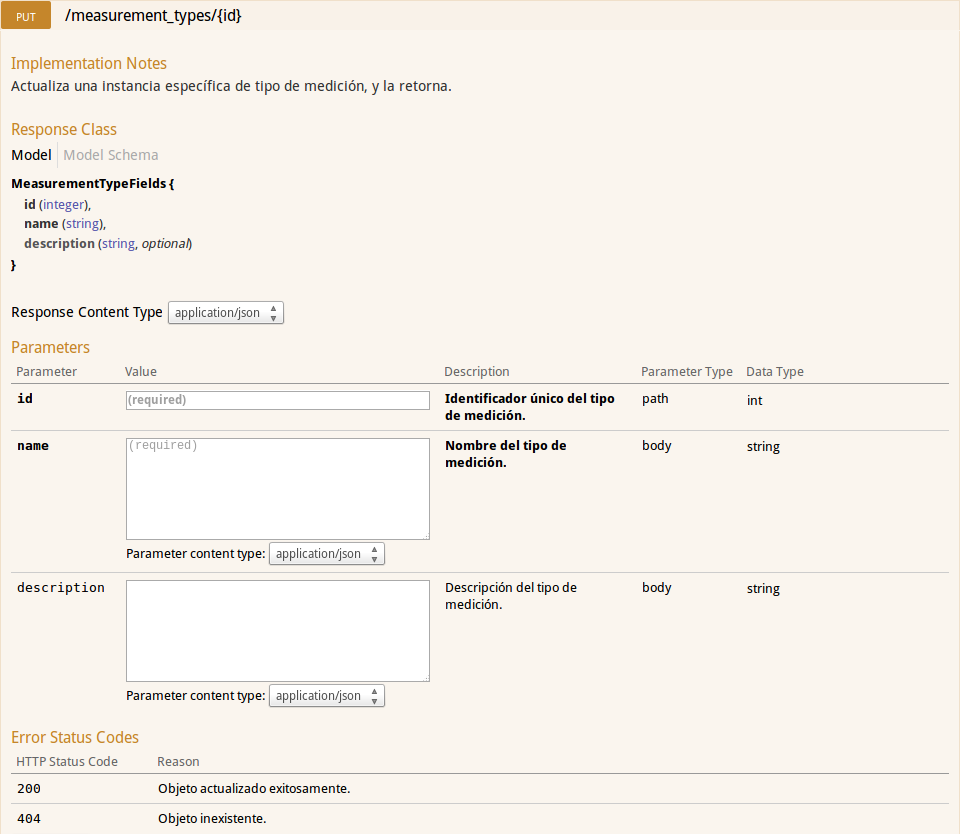 PUT /measurement_types/{id}
Implementation Notes
Actualiza una instancia específica de tipo de medición, y la retorna.
Response Class
Model Model Schema
MeasurementTypeFields {
id (integer),
name (string),
description (string, optional)
}
Response Content Type application/json
Parameters
Parameter Value Description Parameter Type Data Type
id (required) Identificador único del tipo path int
de medición.
name (required) Nombre del tipo de body string
medición.
Parameter content type: application/json
description Descripción del tipo de body string
medición.
Parameter content type: application/json
Error Status Codes
HTTP Status Code Reason
200 Objeto actualizado exitosamente.
404 Objeto inexistente.